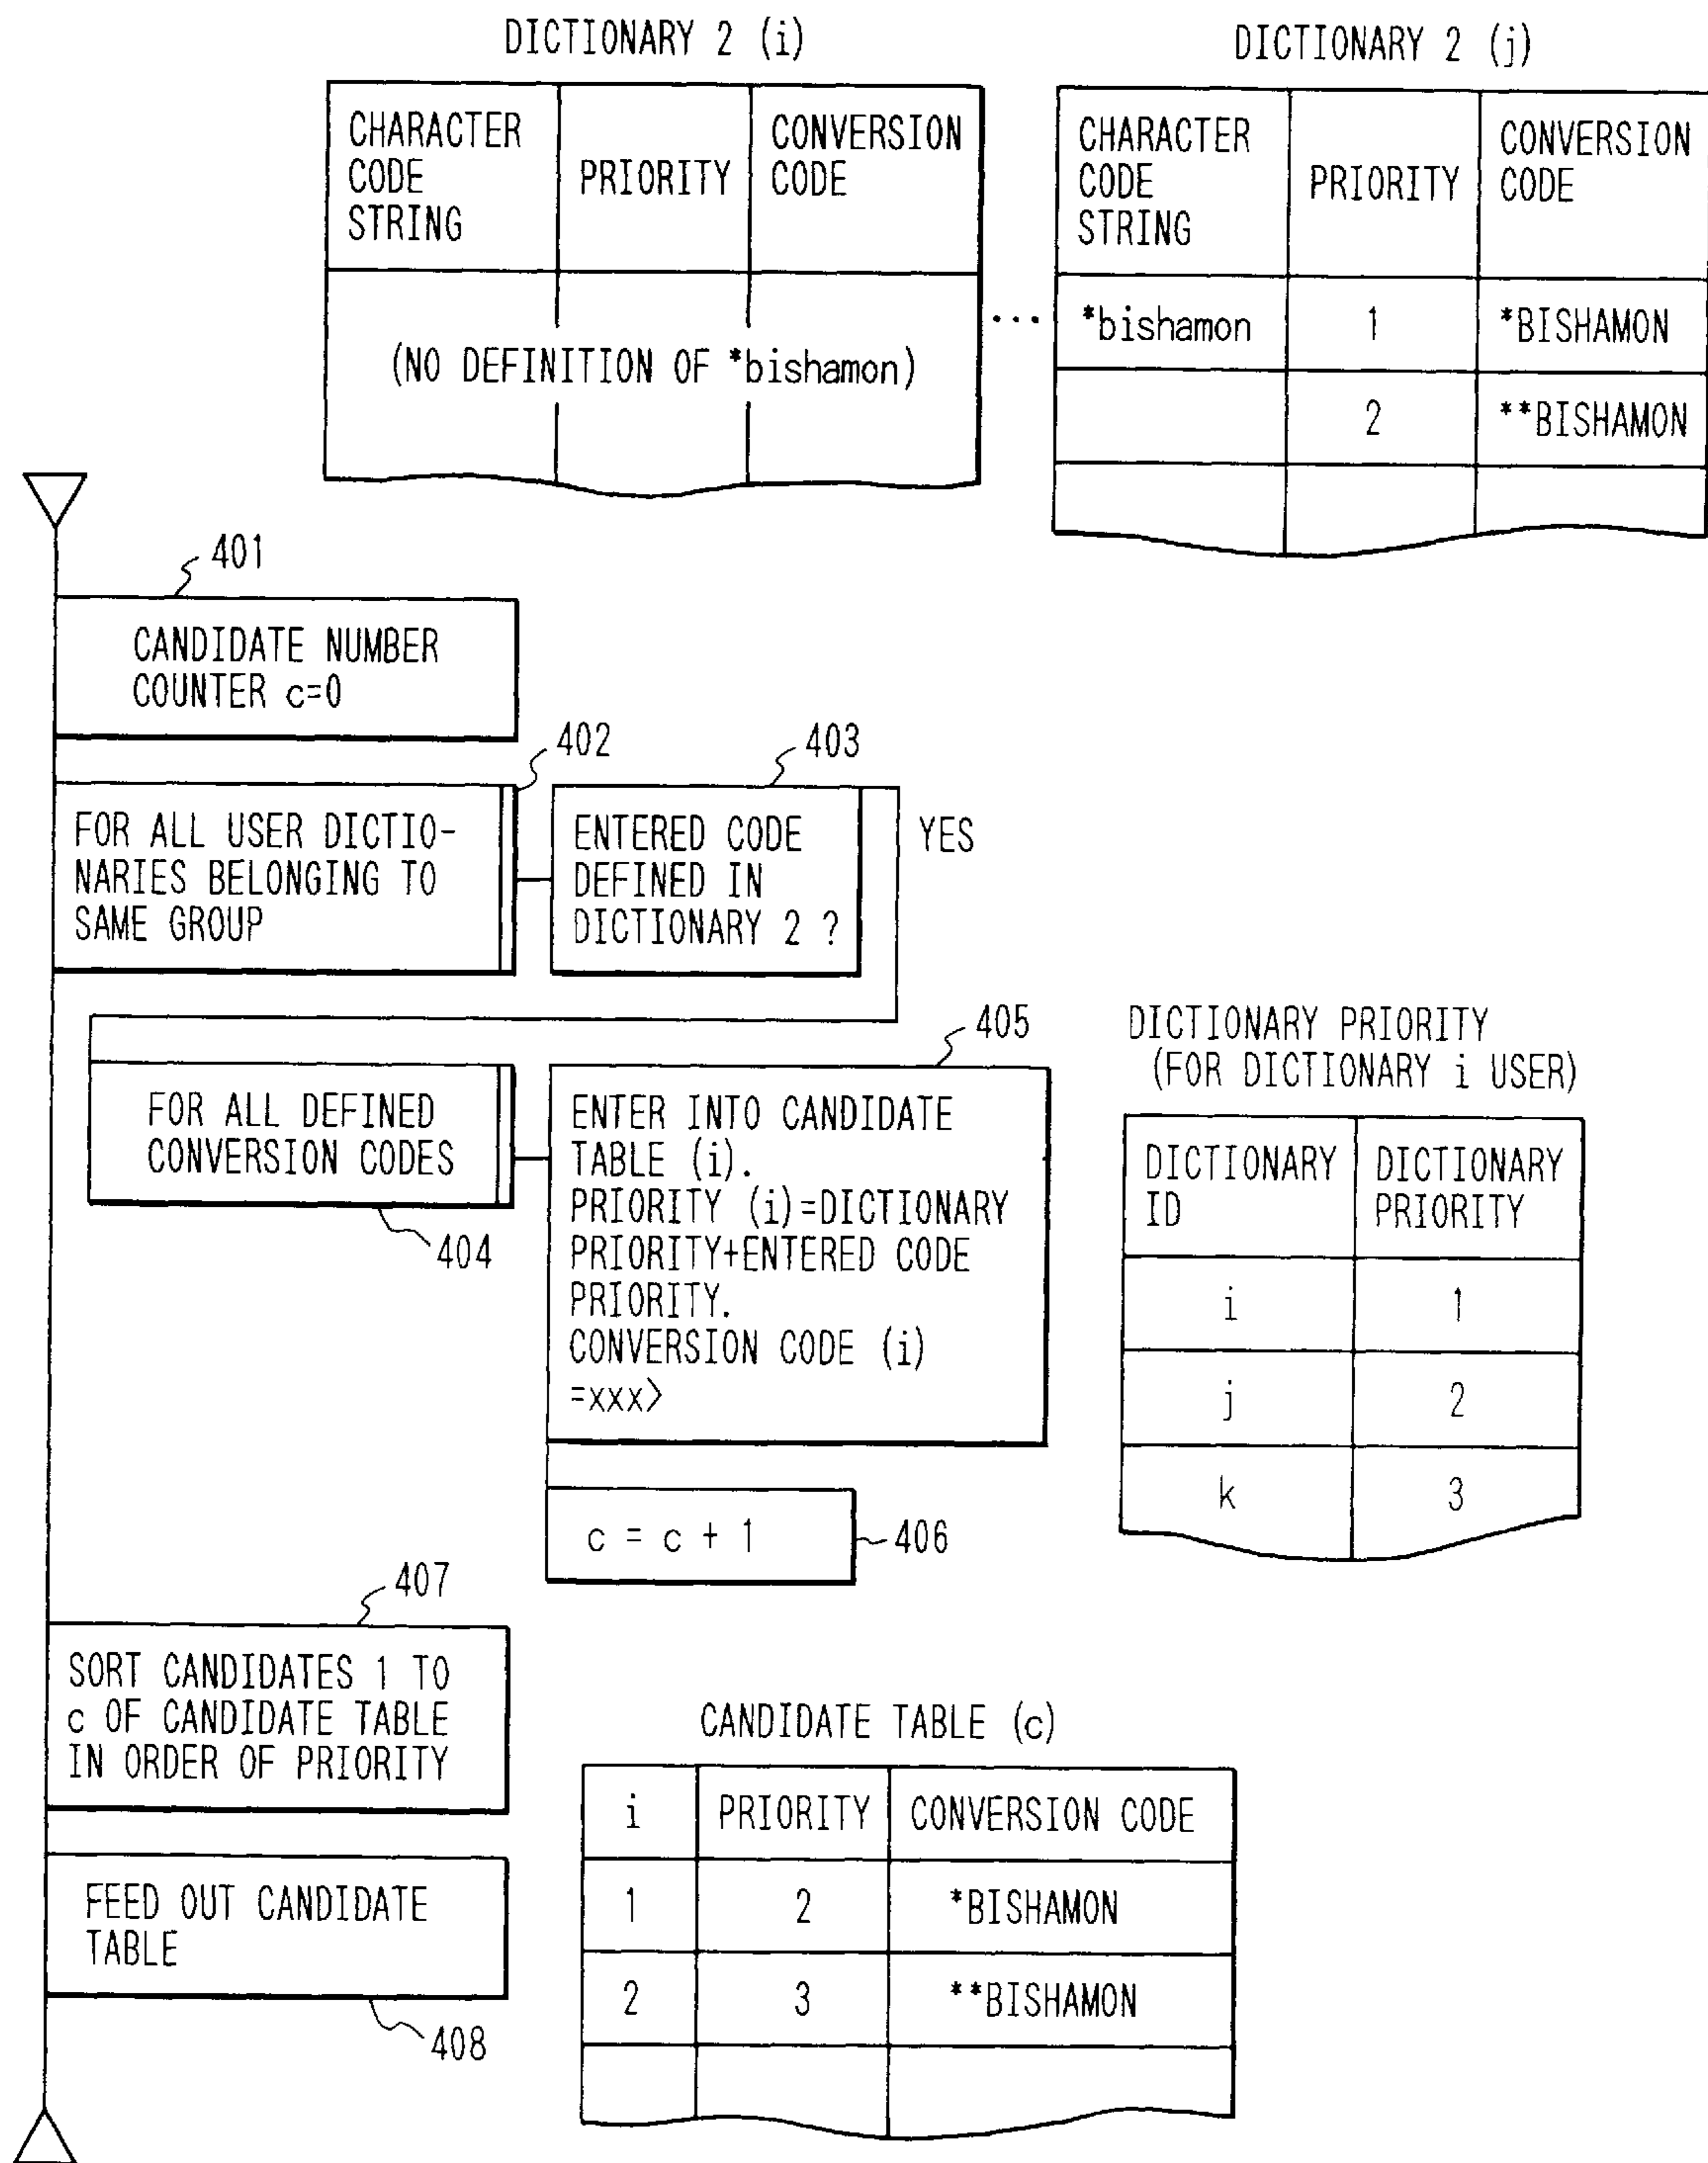 DICTIONARY 2 (i)
CHARACTER CODE STRING
PRIORITY
CONVERSION CODE
(NO DEFINITION OF *bishamon)
...
DICTIONARY 2 (j)
CHARACTER CODE STRING
PRIORITY
CONVERSION CODE
*bishamon 1 *BISHAMON
2 **BISHAMON
401
CANDIDATE NUMBER
COUNTER c=0
402
FOR ALL USER DICTIO-
NARIES BELONGING TO
SAME GROUP
403
ENTERED CODE
DEFINED IN
DICTIONARY 2 ?
YES
FOR ALL DEFINED
CONVERSION CODES
404
405
ENTER INTO CANDIDATE
TABLE (i).
PRIORITY (i)=DICTIONARY
PRIORITY+ENTERED CODE
PRIORITY.
CONVERSION CODE (i)
=xxx>
c = c + 1
406
DICTIONARY PRIORITY
(FOR DICTIONARY i USER)
DICTIONARY ID
DICTIONARY PRIORITY
i 1
j 2
k 3
407
SORT CANDIDATES 1 TO
c OF CANDIDATE TABLE
IN ORDER OF PRIORITY
FEED OUT CANDIDATE
TABLE
408
CANDIDATE TABLE (c)
i PRIORITY CONVERSION CODE
1 2 *BISHAMON
2 3 **BISHAMON